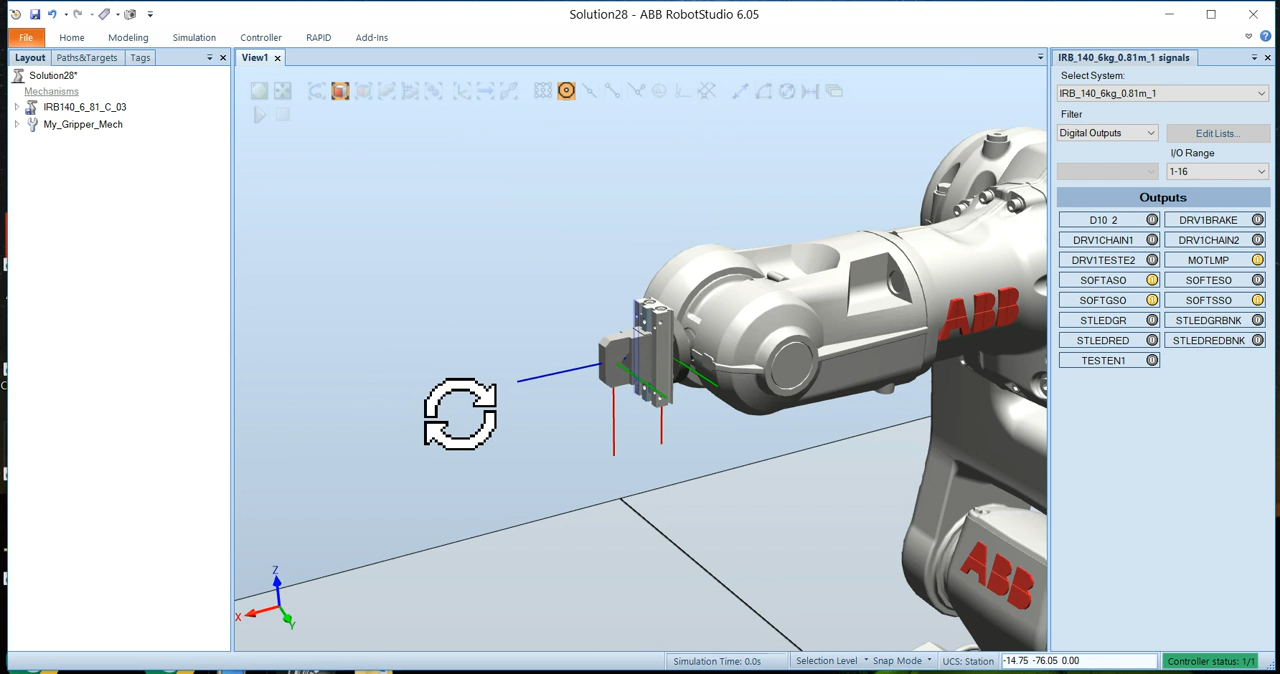 Solution28 - ABB RobotStudio 6.05
File Home Modeling Simulation Controller RAPID Add-Ins
Layout Paths&Targets Tags
Solution28*
Mechanisms
IRB140_6_81_C_03
My_Gripper_Mech
View1
ABB
ABB
Z
X
Y
IRB_140_6kg_0.81m_1 signals
Select System:
IRB_140_6kg_0.81m_1
Filter
Digital Outputs Edit Lists...
I/O Range
1-16
Outputs
D10_2 DRV1BRAKE
DRV1CHAIN1 DRV1CHAIN2
DRV1TESTE2 MOTLMP
SOFTASO SOFTESO
SOFTGSO SOFTSSO
STLEDGR STLEDGRBNK
STLEDRED STLEDREDBNK
TESTEN1
Simulation Time: 0.0s Selection Level Snap Mode UCS: Station -14.75 -76.05 0.00 Controller status: 1/1